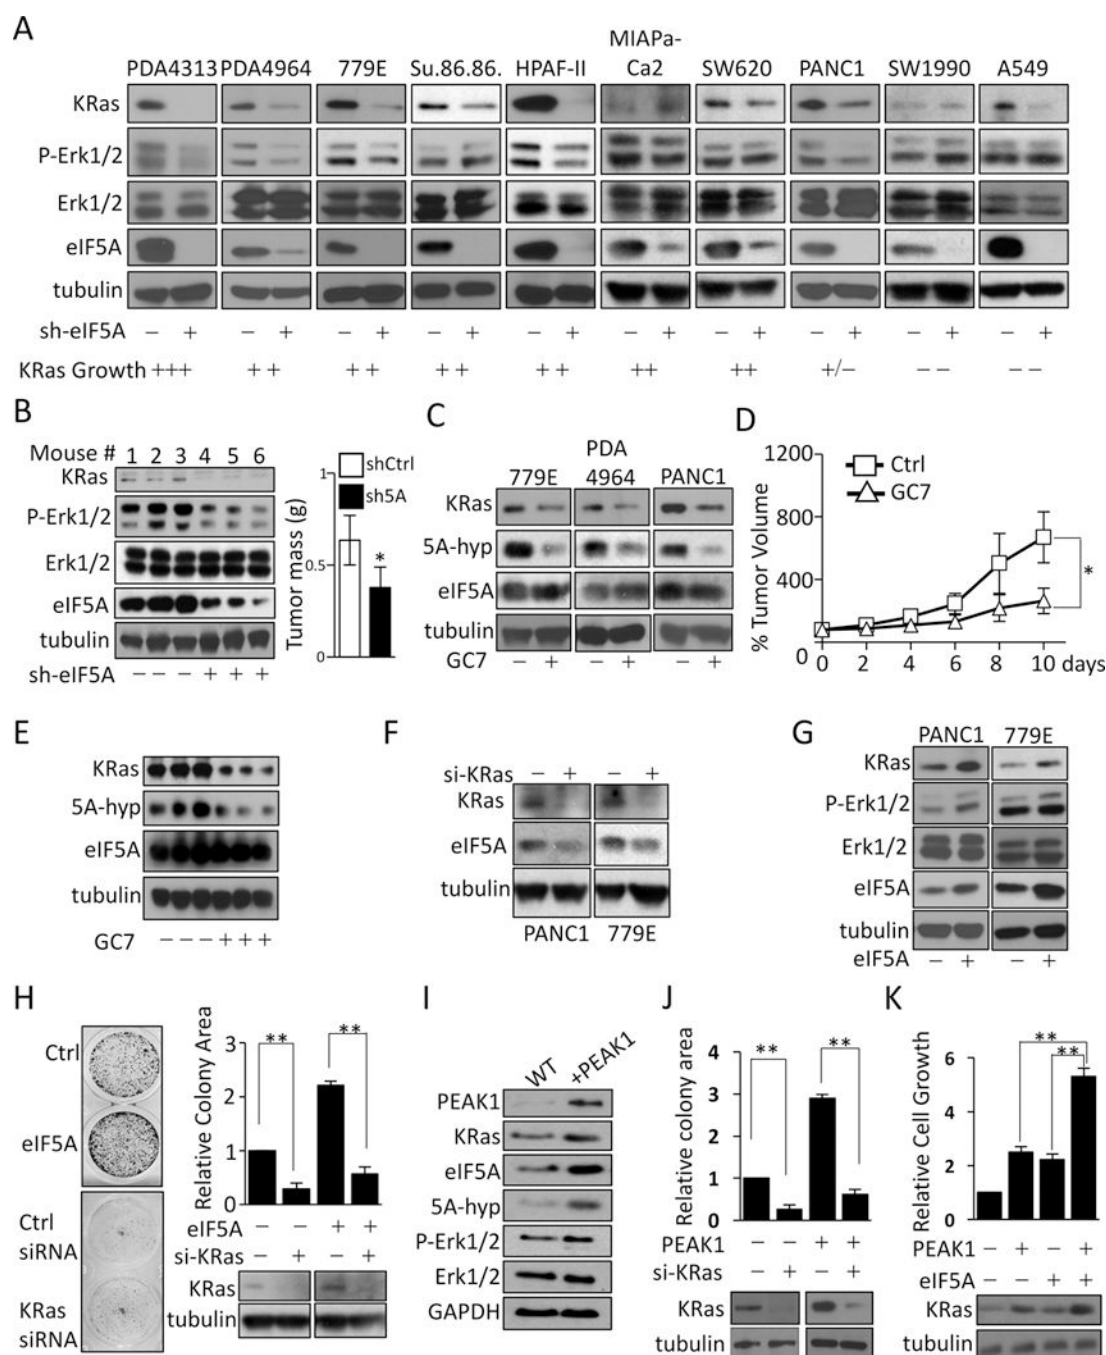 A
MIAPa-
PDA4313 PDA4964 779E Su.86.86. HPAF-II Ca2 SW620 PANC1 SW1990 A549
KRas
P-Erk1/2
Erk1/2
eIF5A
tubulin
sh-eIF5A − + − + − + − + − + − + − + − + − + − +
KRas Growth +++ ++ ++ ++ ++ ++ ++ +/− −− −−
B
Mouse # 1 2 3 4 5 6
KRas
P-Erk1/2
Erk1/2
eIF5A
tubulin
sh-eIF5A − − − + + +
shCtrl
sh5A
Tumor mass (g)
1
0.5
0
*
C
PDA
779E 4964 PANC1
KRas
5A-hyp
eIF5A
tubulin
GC7 − + − + − +
D
% Tumor Volume
1200
800
400
0
Ctrl
GC7
*
0 2 4 6 8 10 days
E
KRas
5A-hyp
eIF5A
tubulin
GC7 − − − + + +
F
si-KRas − + − +
KRas
eIF5A
tubulin
PANC1 779E
G
PANC1 779E
KRas
P-Erk1/2
Erk1/2
eIF5A
tubulin
eIF5A − + − +
H
Ctrl
eIF5A
Ctrl
siRNA
KRas
siRNA
Relative Colony Area
3
2
1
0
** **
eIF5A − − + +
si-KRas − + − +
KRas
tubulin
I
WT +PEAK1
PEAK1
KRas
eIF5A
5A-hyp
P-Erk1/2
Erk1/2
GAPDH
J
Relative colony area
4
3
2
1
0
** **
PEAK1 − − + +
si-KRas − + − +
KRas
tubulin
K
Relative Cell Growth
6
4
2
0
**
**
PEAK1 − + − +
eIF5A − − + +
KRas
tubulin